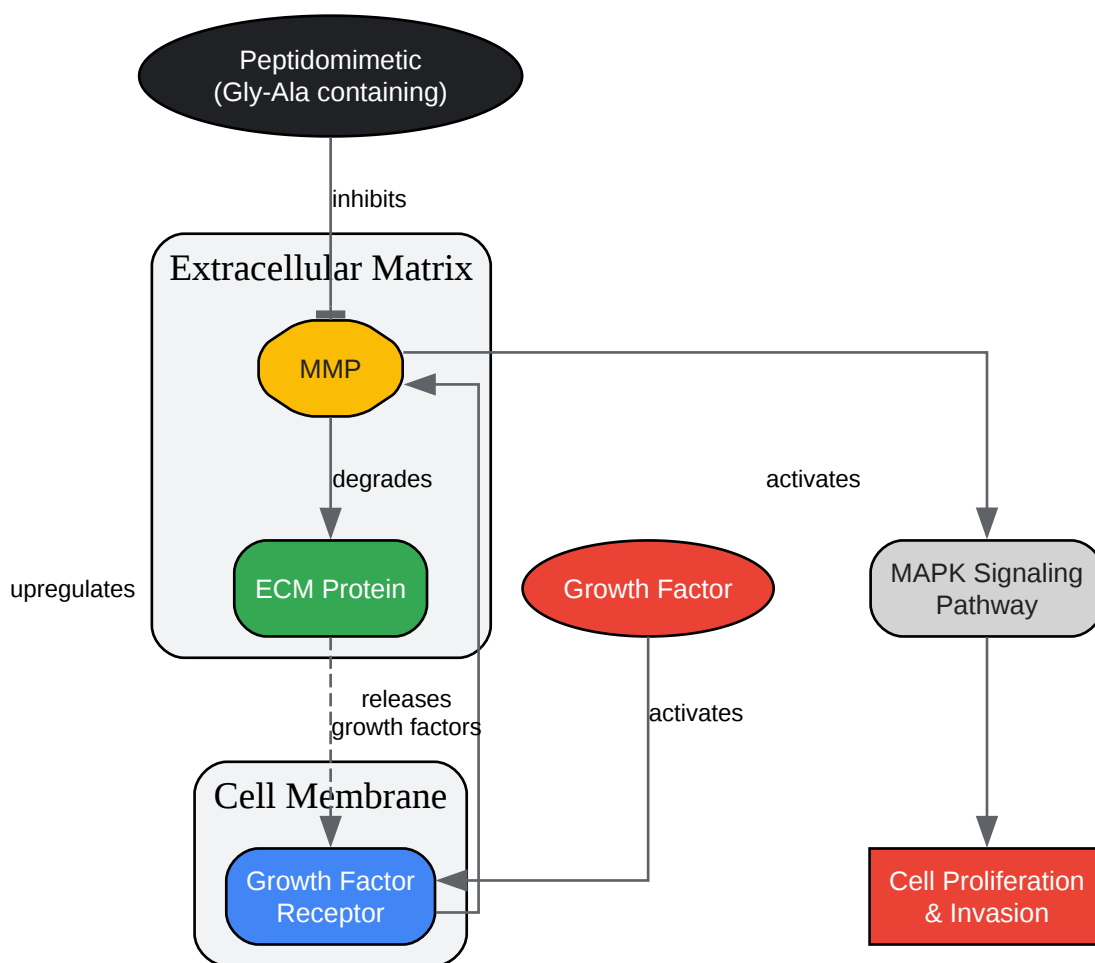 Peptidomimetic
(Gly-Ala containing)
inhibits
Extracellular Matrix
MMP
degrades
activates
upregulates
ECM Protein
Growth Factor
MAPK Signaling
Pathway
releases
growth factors
activates
Cell Membrane
Growth Factor
Receptor
Cell Proliferation
& Invasion